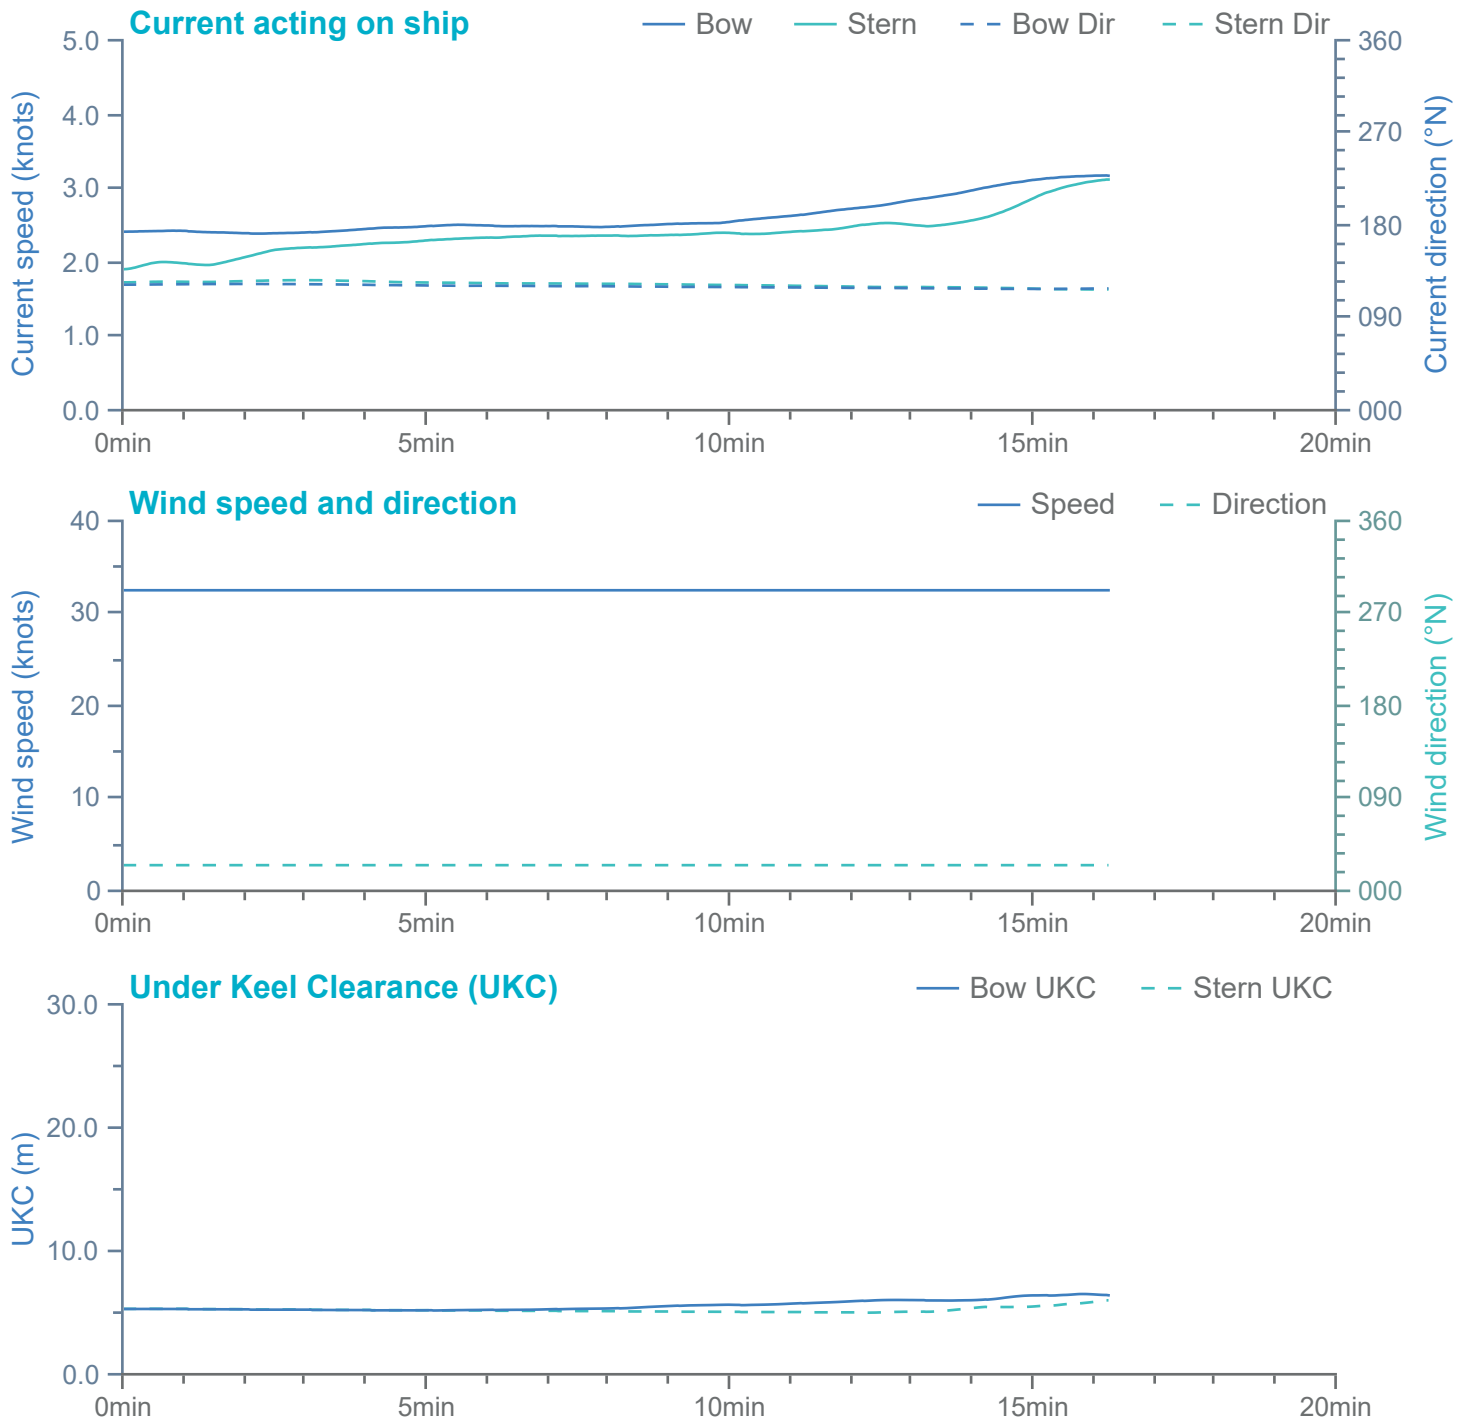 Current acting on ship
Bow
Stern
Bow Dir
Stern Dir
5.0
4.0
3.0
2.0
1.0
0.0
Current speed (knots)
360
270
180
090
000
Current direction (°N)
0min
5min
10min
15min
20min
Wind speed and direction
Speed
Direction
40
30
20
10
0
Wind speed (knots)
360
270
180
090
000
Wind direction (°N)
0min
5min
10min
15min
20min
Under Keel Clearance (UKC)
Bow UKC
Stern UKC
30.0
20.0
10.0
0.0
UKC (m)
0min
5min
10min
15min
20min